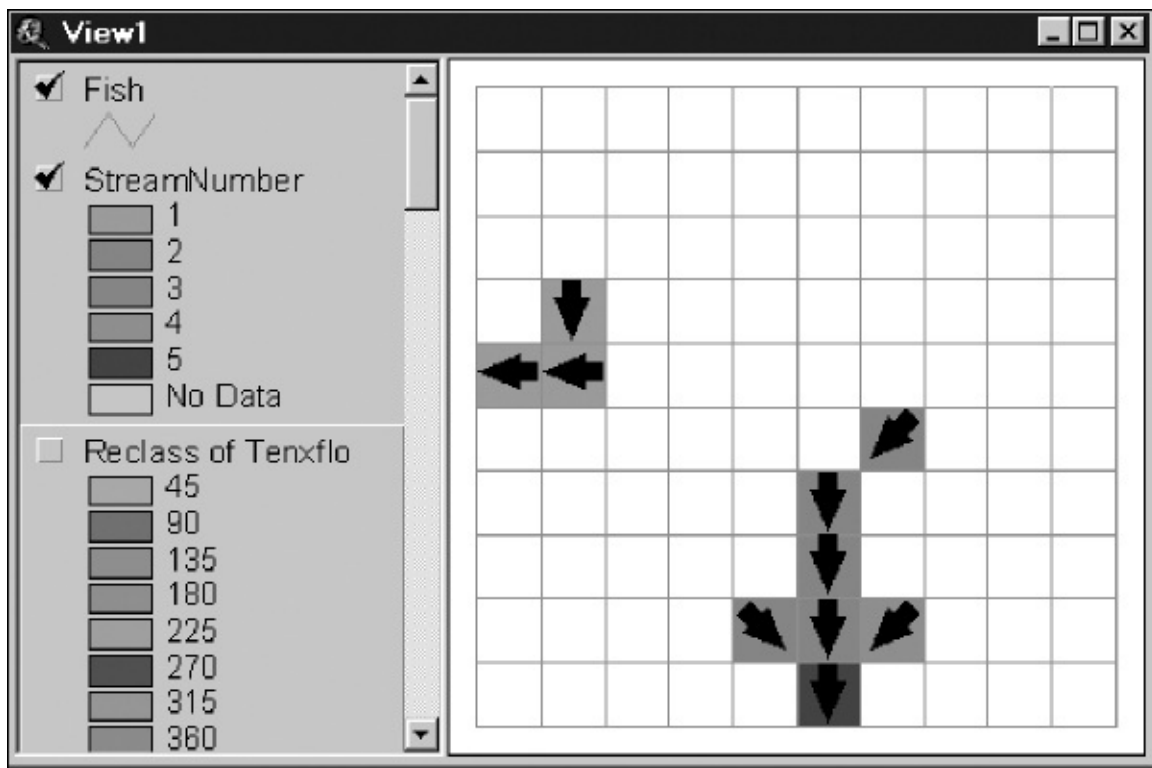 View1
Fish
StreamNumber
1
2
3
4
5
No Data
Reclass of Tenxflo
45
90
135
180
225
270
315
360